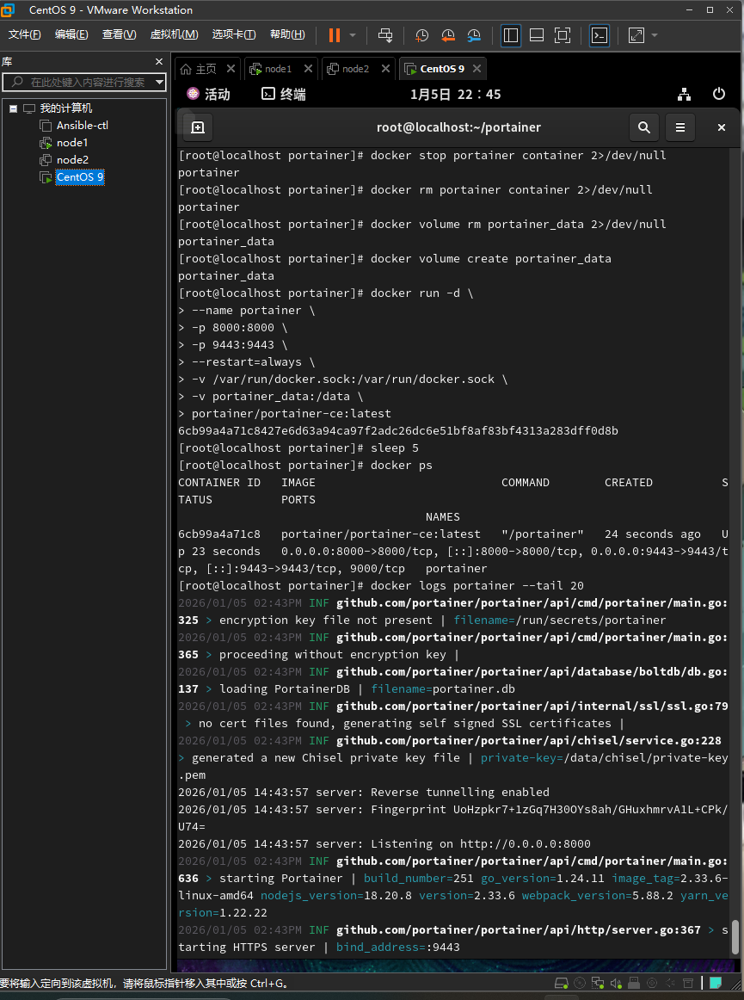 CentOS 9 - VMware Workstation
文件(F) 编辑(E) 查看(V) 虚拟机(M) 选项卡(T) 帮助(H)
库
在此处键入内容进行搜索
我的计算机
Ansible-ctl
node1
node2
CentOS 9
主页 node1 node2 CentOS 9
活动 终端 1月5日 22:45
root@localhost:~/portainer
[root@localhost portainer]# docker stop portainer container 2>/dev/null
portainer
[root@localhost portainer]# docker rm portainer container 2>/dev/null
portainer
[root@localhost portainer]# docker volume rm portainer_data 2>/dev/null
portainer_data
[root@localhost portainer]# docker volume create portainer_data
portainer_data
[root@localhost portainer]# docker run -d \
> --name portainer \
> -p 8000:8000 \
> -p 9443:9443 \
> --restart=always \
> -v /var/run/docker.sock:/var/run/docker.sock \
> -v portainer_data:/data \
> portainer/portainer-ce:latest
6cb99a4a71c8427e6d63a94ca97f2adc26dc6e51bf8af83bf4313a283dff0d8b
[root@localhost portainer]# sleep 5
[root@localhost portainer]# docker ps
CONTAINER ID   IMAGE                           COMMAND        CREATED          S
TATUS          PORTS
                                    NAMES
6cb99a4a71c8   portainer/portainer-ce:latest   "/portainer"   24 seconds ago   U
p 23 seconds   0.0.0.0:8000->8000/tcp, [::]:8000->8000/tcp, 0.0.0.0:9443->9443/t
cp, [::]:9443->9443/tcp, 9000/tcp   portainer
[root@localhost portainer]# docker logs portainer --tail 20
2026/01/05 02:43PM INF github.com/portainer/portainer/api/cmd/portainer/main.go:
325 > encryption key file not present | filename=/run/secrets/portainer
2026/01/05 02:43PM INF github.com/portainer/portainer/api/cmd/portainer/main.go:
365 > proceeding without encryption key |
2026/01/05 02:43PM INF github.com/portainer/portainer/api/database/boltdb/db.go:
137 > loading PortainerDB | filename=portainer.db
2026/01/05 02:43PM INF github.com/portainer/portainer/api/internal/ssl/ssl.go:79
 > no cert files found, generating self signed SSL certificates |
2026/01/05 02:43PM INF github.com/portainer/portainer/api/chisel/service.go:228
> generated a new Chisel private key file | private-key=/data/chisel/private-key
.pem
2026/01/05 14:43:57 server: Reverse tunnelling enabled
2026/01/05 14:43:57 server: Fingerprint UoHzpkr7+1zGq7H30OYs8ah/GHuxhmrvA1L+CPk/
U74=
2026/01/05 14:43:57 server: Listening on http://0.0.0.0:8000
2026/01/05 02:43PM INF github.com/portainer/portainer/api/cmd/portainer/main.go:
636 > starting Portainer | build_number=251 go_version=1.24.11 image_tag=2.33.6-
linux-amd64 nodejs_version=18.20.8 version=2.33.6 webpack_version=5.88.2 yarn_ve
rsion=1.22.22
2026/01/05 02:43PM INF github.com/portainer/portainer/api/http/server.go:367 > s
tarting HTTPS server | bind_address=:9443
要将输入定向到该虚拟机，请将鼠标指针移入其中或按 Ctrl+G。